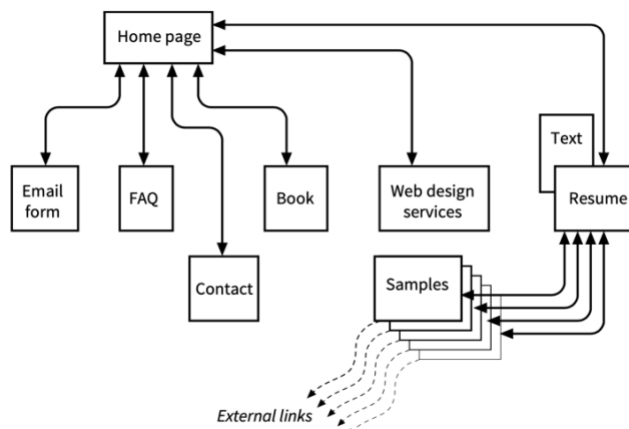 Home page
Text
Email
form
FAQ
Book
Web design
services
Resume
Contact
Samples
External links